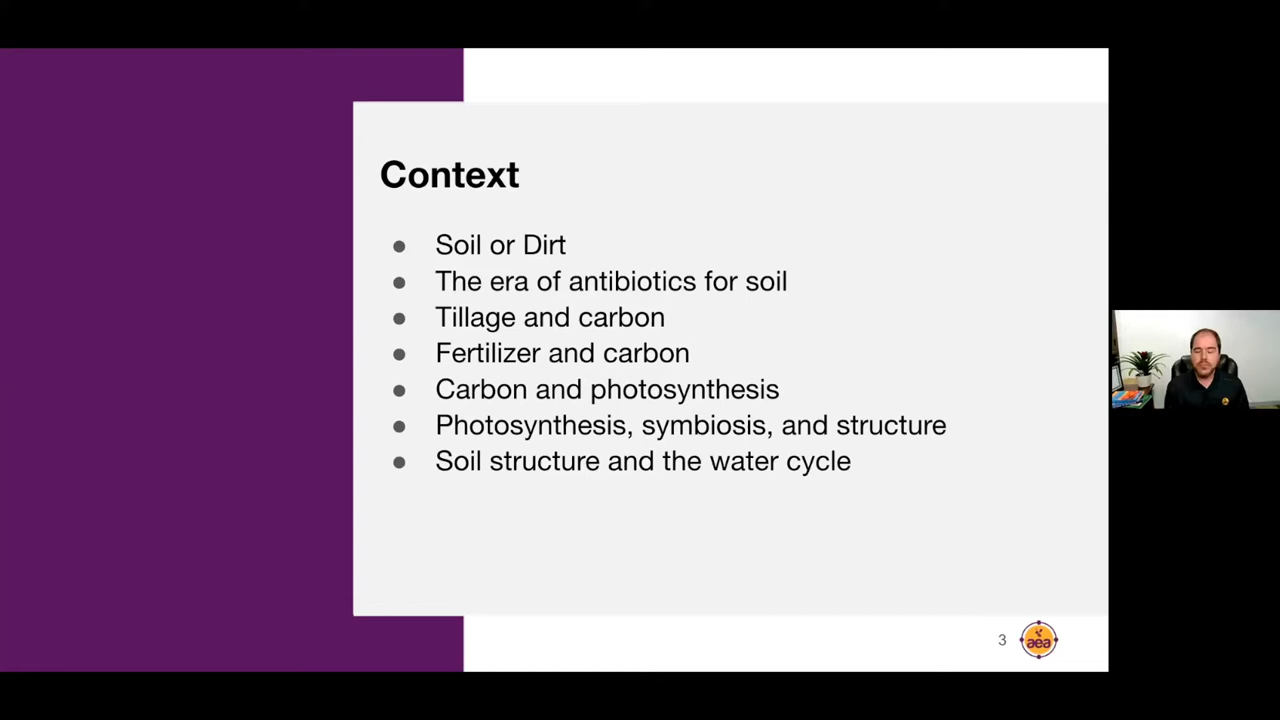 Context
● Soil or Dirt
● The era of antibiotics for soil
● Tillage and carbon
● Fertilizer and carbon
● Carbon and photosynthesis
● Photosynthesis, symbiosis, and structure
● Soil structure and the water cycle
3
aea